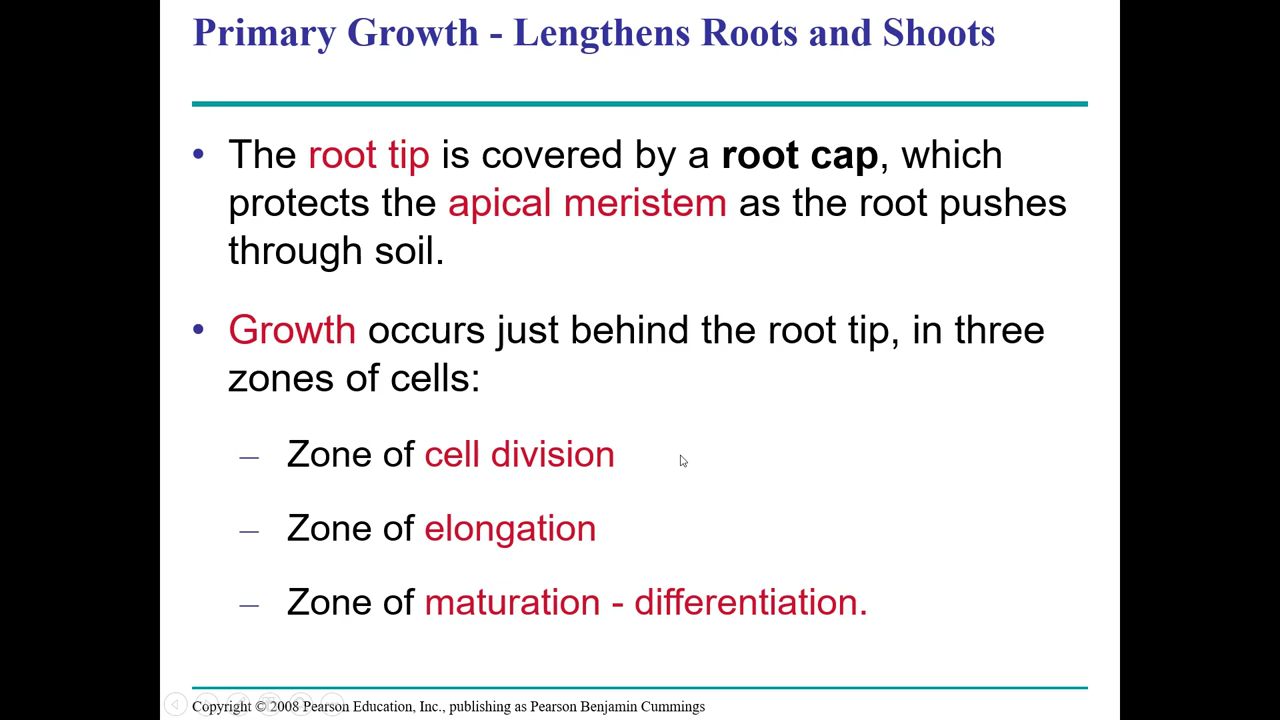 Primary Growth - Lengthens Roots and Shoots
• The root tip is covered by a root cap, which
protects the apical meristem as the root pushes
through soil.
• Growth occurs just behind the root tip, in three
zones of cells:
– Zone of cell division
– Zone of elongation
– Zone of maturation - differentiation.
Copyright © 2008 Pearson Education, Inc., publishing as Pearson Benjamin Cummings